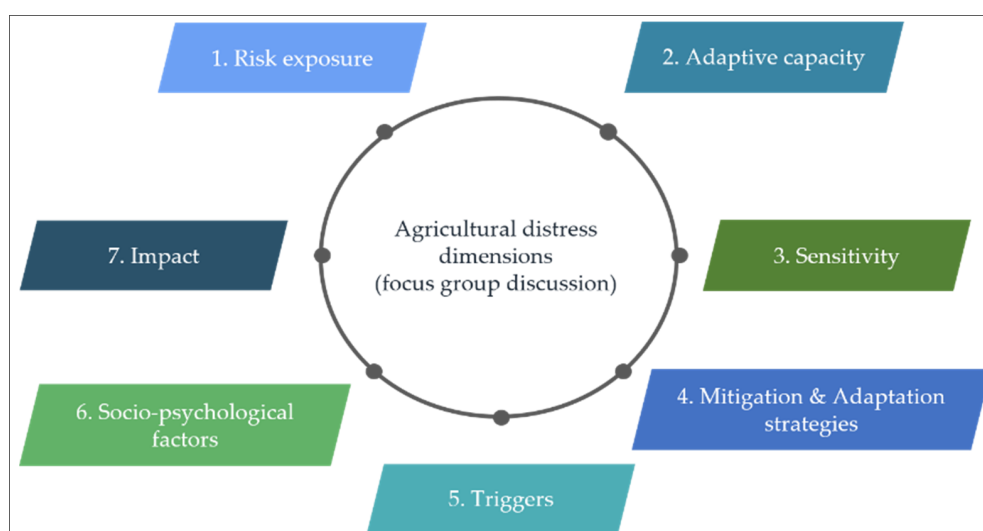 1. Risk exposure
2. Adaptive capacity
Agricultural distress
dimensions
(focus group discussion)
7. Impact
3. Sensitivity
6. Socio-psychological
factors
4. Mitigation & Adaptation
strategies
5. Triggers